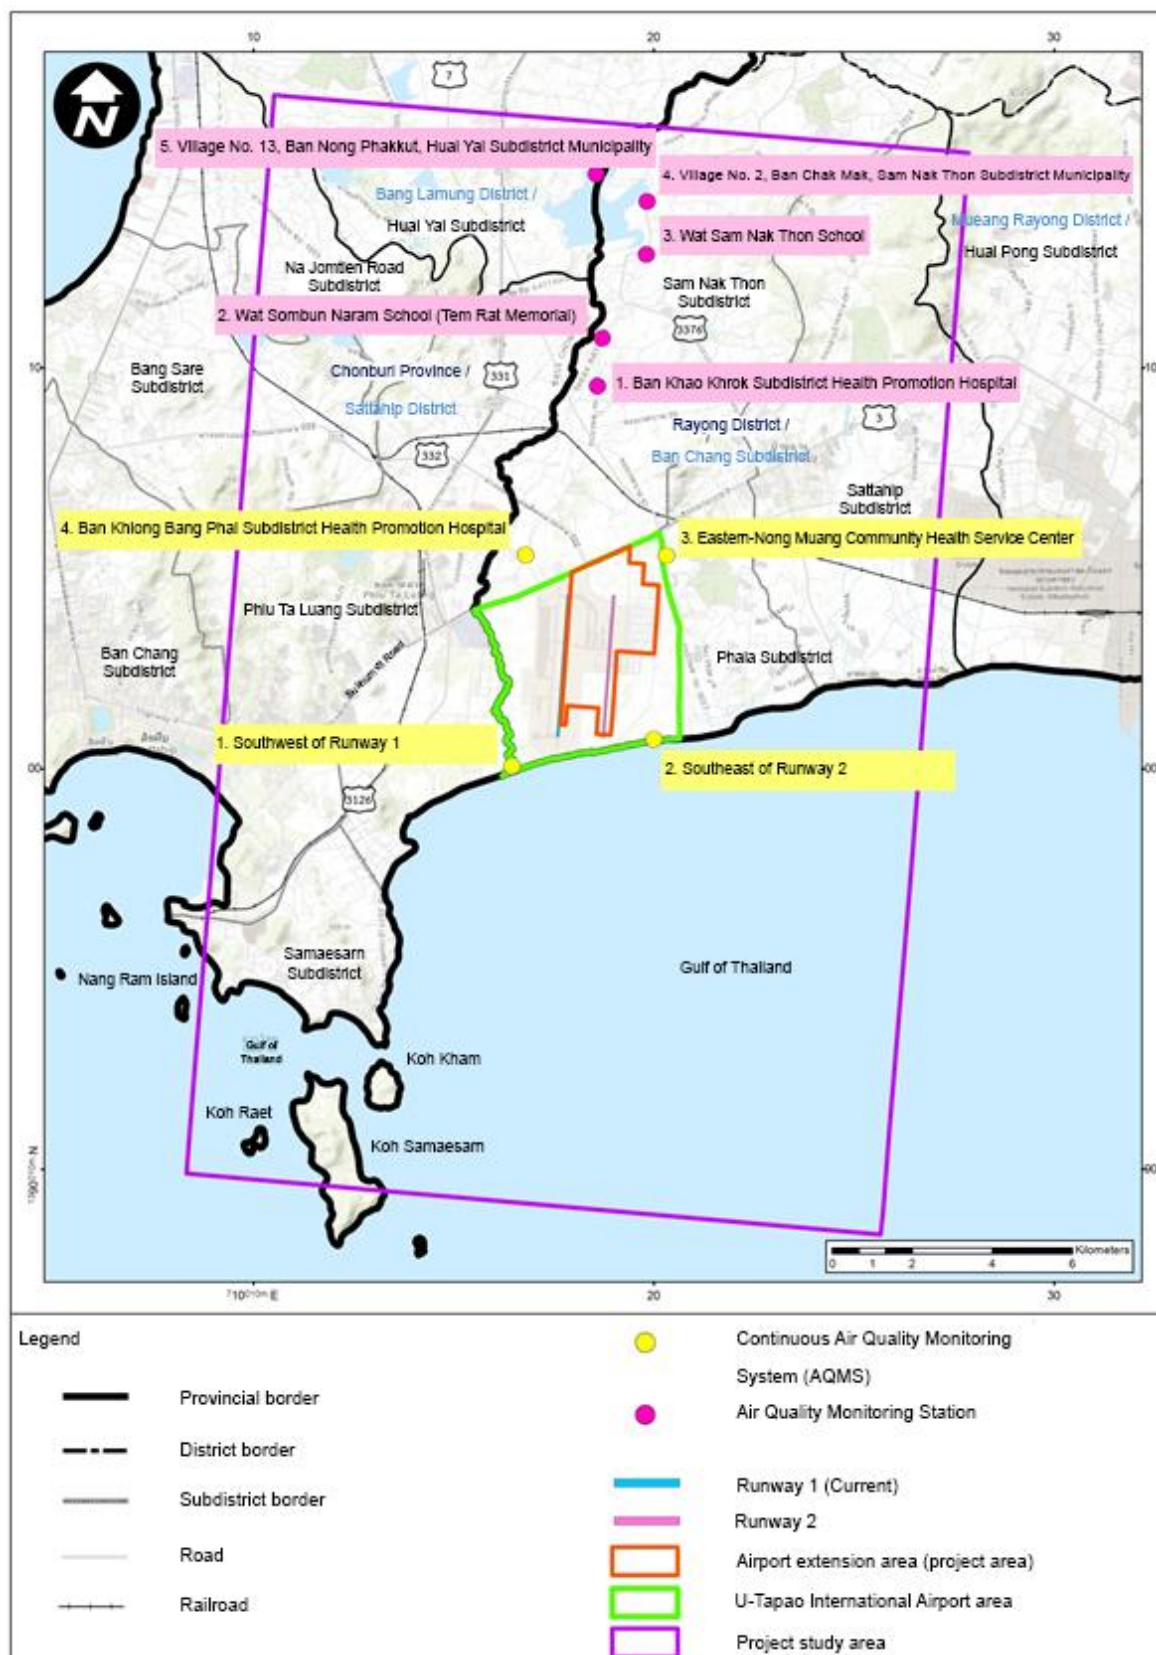 10 20 30
N
7
5. Village No. 13, Ban Nong Phakkut, Huai Yai Subdistrict Municipality
4. Village No. 2, Ban Chak Mak, Sam Nak Thon Subdistrict Municipality
Bang Lamung District /
Huai Yai Subdistrict
Mueang Rayong District /
Huai Pong Subdistrict
3. Wat Sam Nak Thon School
Na Jomtien Road
Subdistrict
Sam Nak Thon
Subdistrict
2. Wat Sombun Naram School (Tem Rat Memorial)
3376
Bang Sare
Subdistrict
10
10
Chonburi Province /
331
Sattahip District
1. Ban Khao Khrok Subdistrict Health Promotion Hospital
3
Rayong District /
Ban Chang Subdistrict
332
Sattahip
Subdistrict
4. Ban Khlong Bang Phai Subdistrict Health Promotion Hospital
3. Eastern-Nong Muang Community Health Service Center
Phlu Ta Luang Subdistrict
Ban Chang
Subdistrict
Phala Subdistrict
1. Southwest of Runway 1
2. Southeast of Runway 2
00
00
3126
Samaesarn
Subdistrict
Nang Ram Island
Gulf of Thailand
Gulf of
Thailand
Koh Kham
Koh Raet
Koh Samaesam
90
Kilometers
0 1 2 4 6
20 30
Legend
Provincial border
District border
Subdistrict border
Road
Railroad
Continuous Air Quality Monitoring
System (AQMS)
Air Quality Monitoring Station
Runway 1 (Current)
Runway 2
Airport extension area (project area)
U-Tapao International Airport area
Project study area